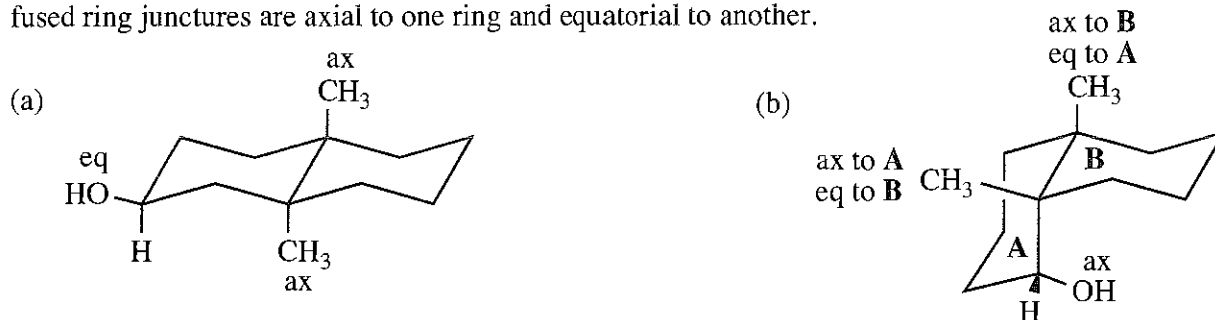 fused ring junctures are axial to one ring and equatorial to another.
(a)
ax
CH₃
eq
HO
H
CH₃
ax
(b)
ax to B
eq to A
CH₃
B
ax to A
eq to B
CH₃
A
ax
OH
H